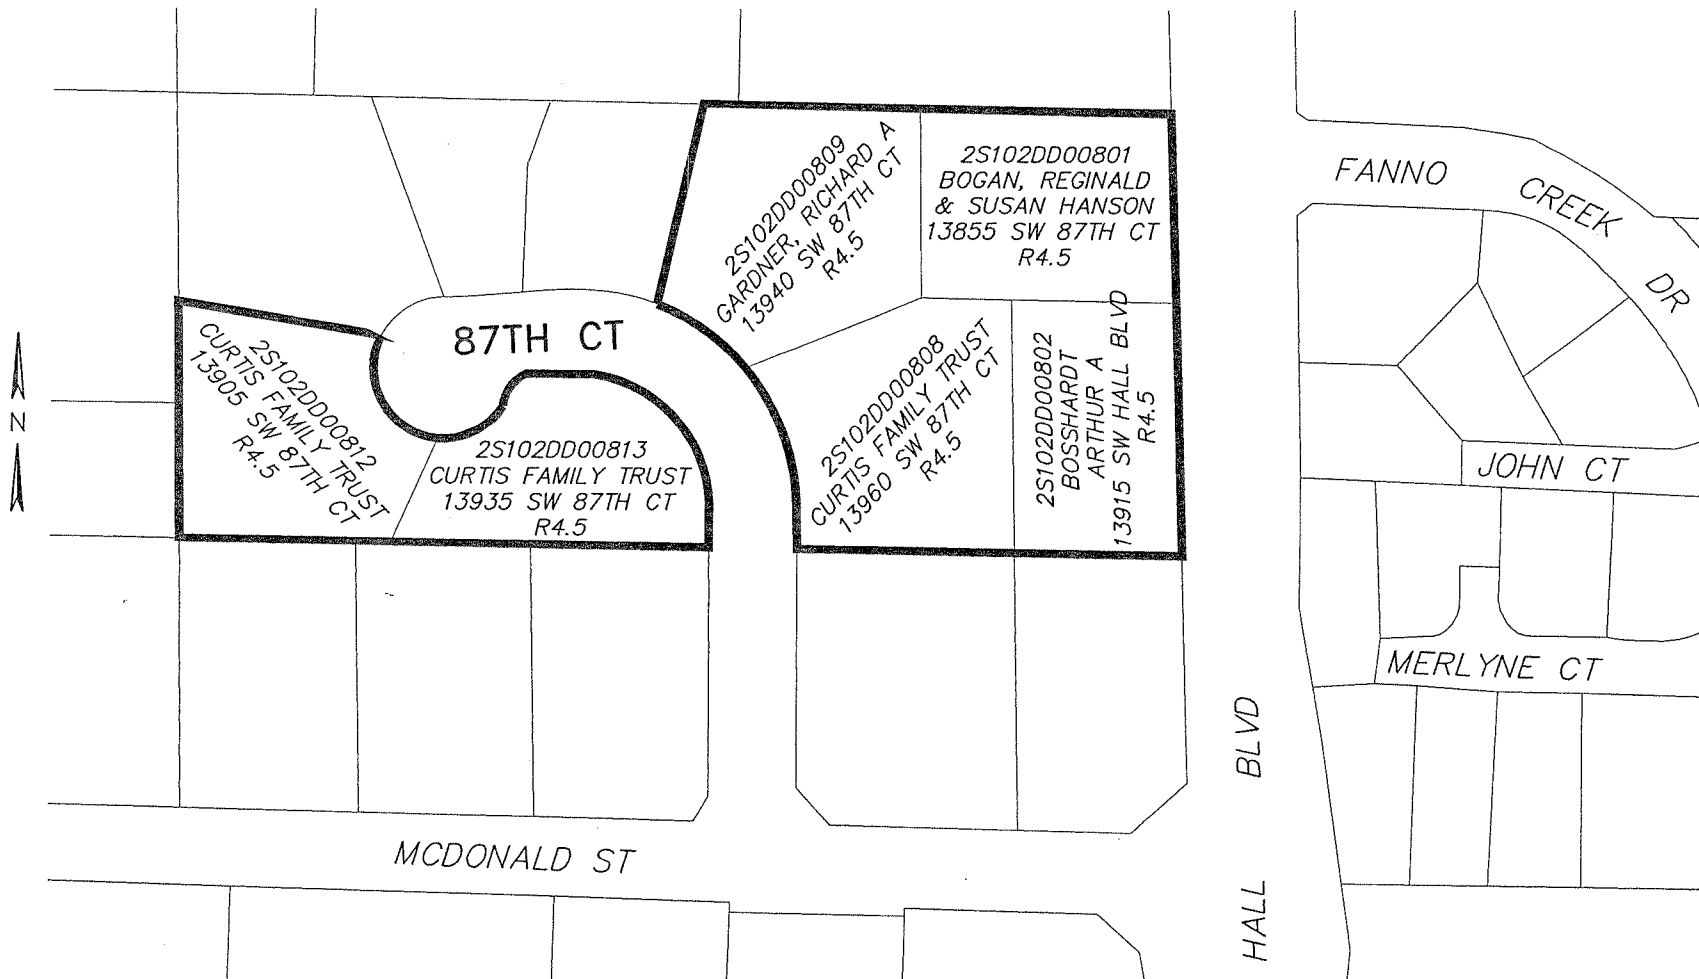 2S102DD00809
GARDNER, RICHARD A
13940 SW 87TH CT
R4.5
2S102DD00801
BOGAN, REGINALD
& SUSAN HANSON
13855 SW 87TH CT
R4.5
FANNO CREEK DR
87TH CT
2S102DD00812
CURTIS FAMILY TRUST
13905 SW 87TH CT
R4.5
2S102DD00813
CURTIS FAMILY TRUST
13935 SW 87TH CT
R4.5
2S102DD00808
CURTIS FAMILY TRUST
13960 SW 87TH CT
R4.5
2S102DD00802
BOSSHARDT
ARTHUR A
13915 SW HALL BLVD
R4.5
N
JOHN CT
MERLYNE CT
HALL BLVD
MCDONALD ST